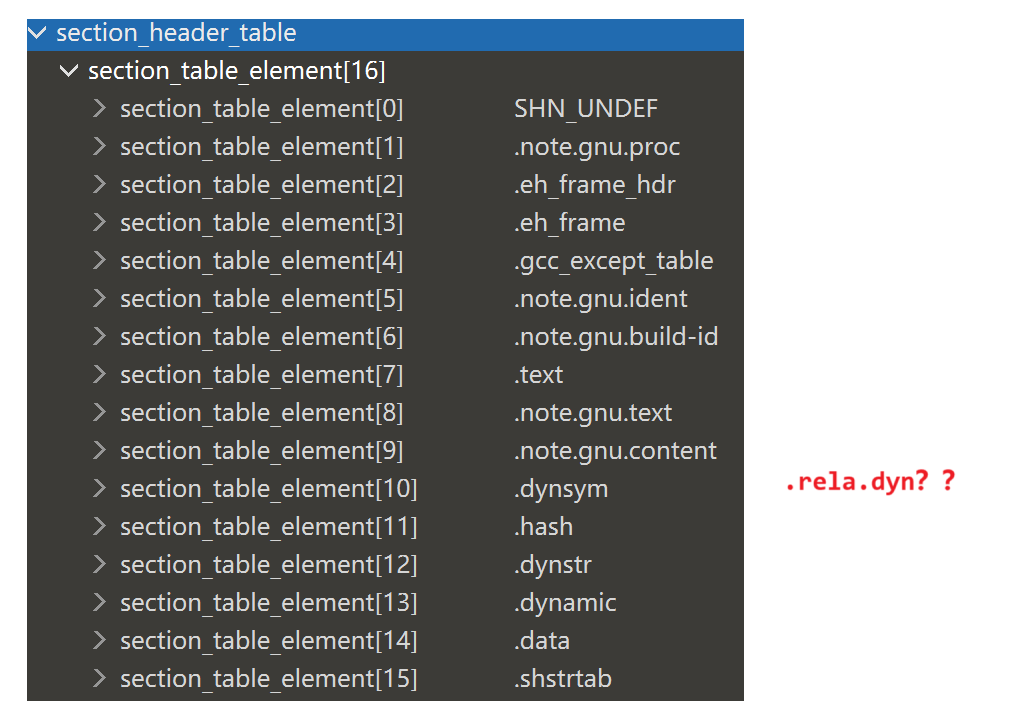 section_header_table
section_table_element[16]
section_table_element[0] SHN_UNDEF
section_table_element[1] .note.gnu.proc
section_table_element[2] .eh_frame_hdr
section_table_element[3] .eh_frame
section_table_element[4] .gcc_except_table
section_table_element[5] .note.gnu.ident
section_table_element[6] .note.gnu.build-id
section_table_element[7] .text
section_table_element[8] .note.gnu.text
section_table_element[9] .note.gnu.content
.rela.dyn? ?
section_table_element[10] .dynsym
section_table_element[11] .hash
section_table_element[12] .dynstr
section_table_element[13] .dynamic
section_table_element[14] .data
section_table_element[15] .shstrtab